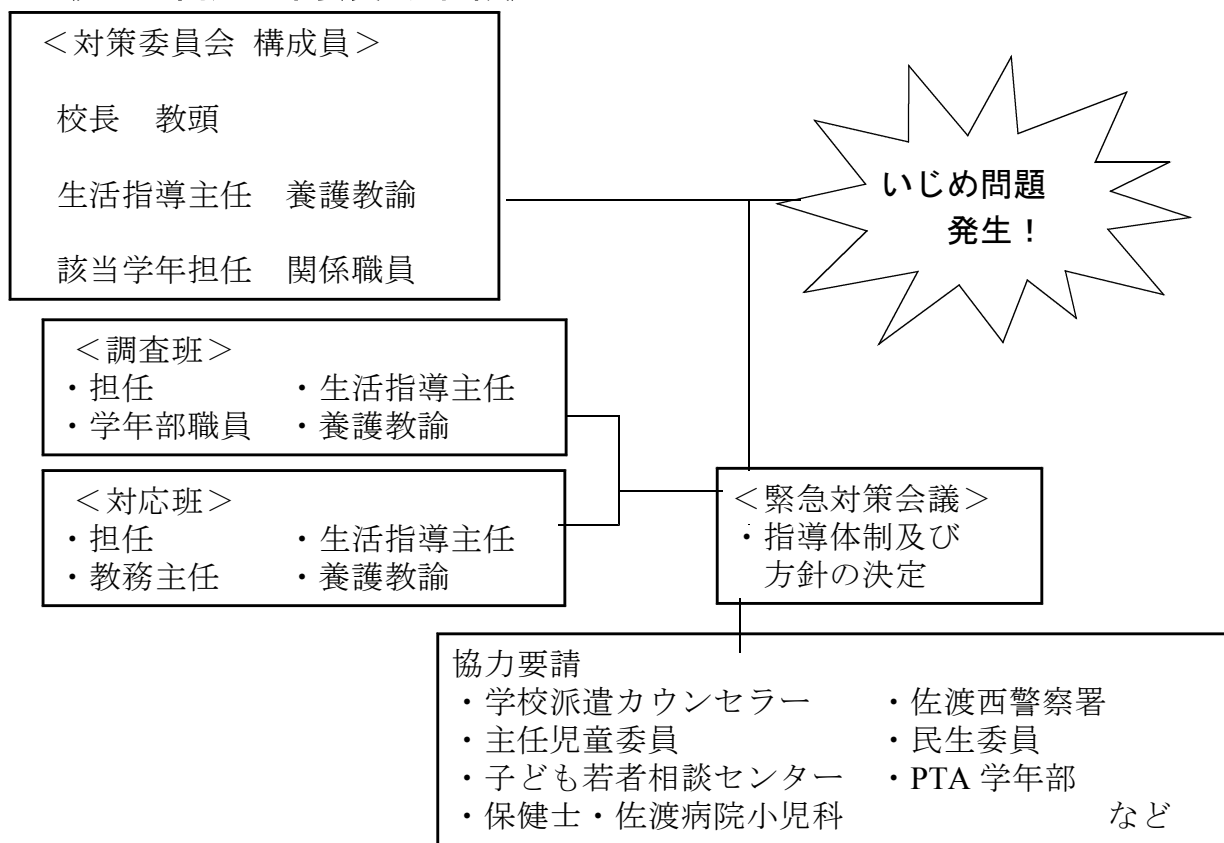 ＜対策委員会 構成員＞
校長　教頭
生活指導主任　養護教諭
該当学年担任　関係職員
いじめ問題
発生！
＜調査班＞
・担任　・生活指導主任
・学年部職員　・養護教諭
＜対応班＞
・担任　・生活指導主任
・教務主任　・養護教諭
＜緊急対策会議＞
・指導体制及び
方針の決定
協力要請
・学校派遣カウンセラー　・佐渡西警察署
・主任児童委員　・民生委員
・子ども若者相談センター　・PTA 学年部
・保健士・佐渡病院小児科　など